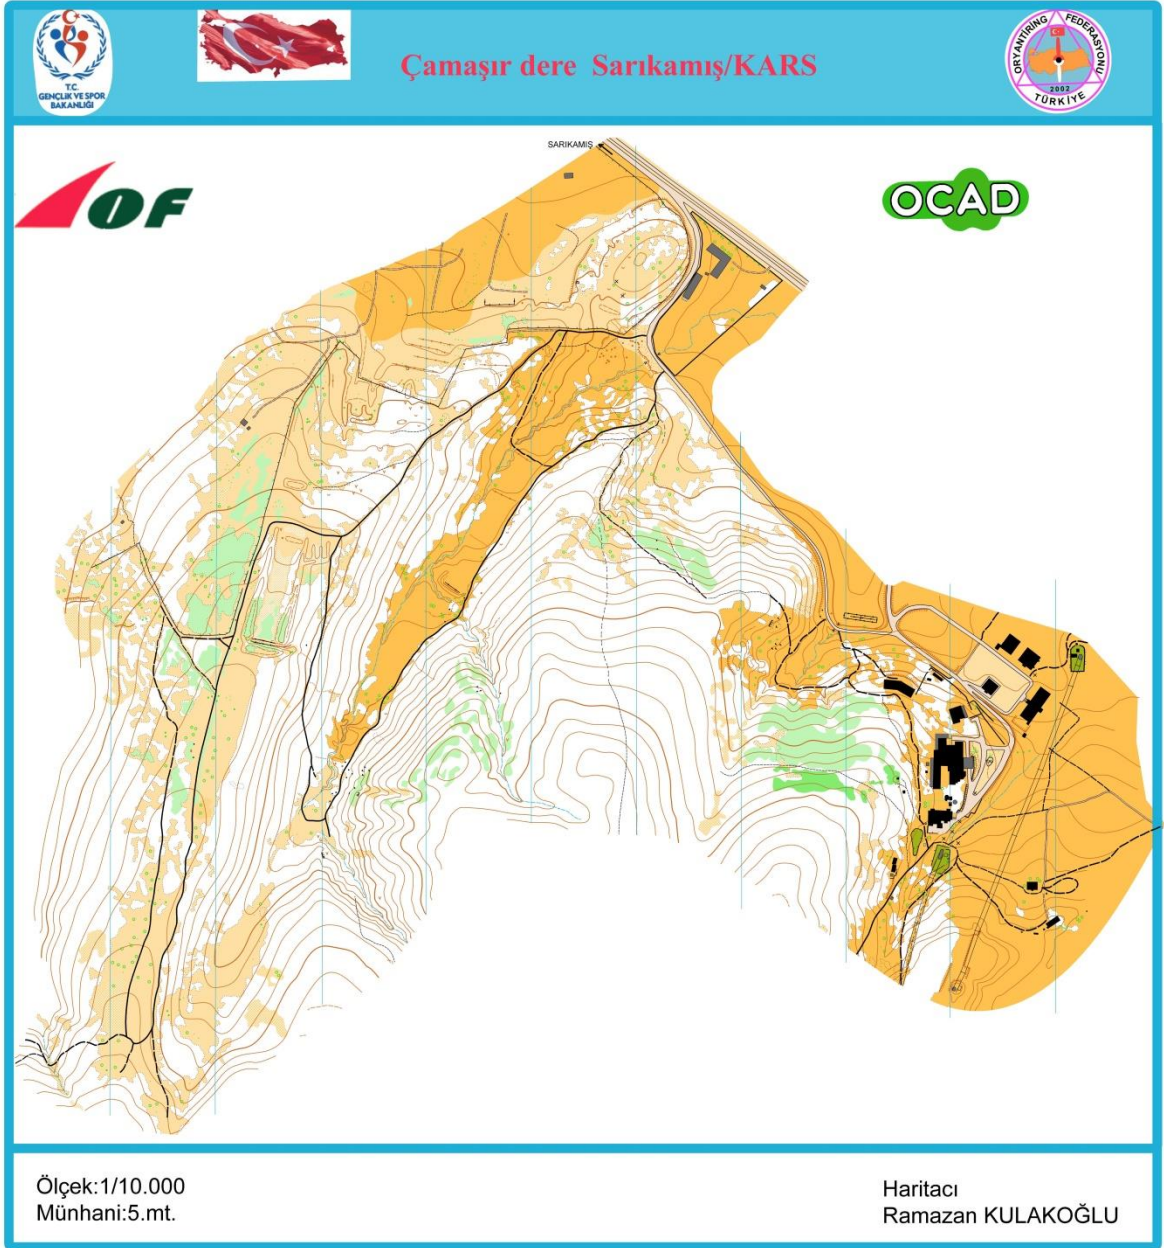 T.C.
GENÇLİK VE SPOR
BAKANLIĞI
Çamaşır dere Sarıkamış/KARS
ORYANTİRİNG FEDERASYONU
2002
TÜRKİYE
SARIKAMIŞ
IOF
OCAD
Ölçek:1/10.000
Münhani:5.mt.
Haritacı
Ramazan KULAKOĞLU